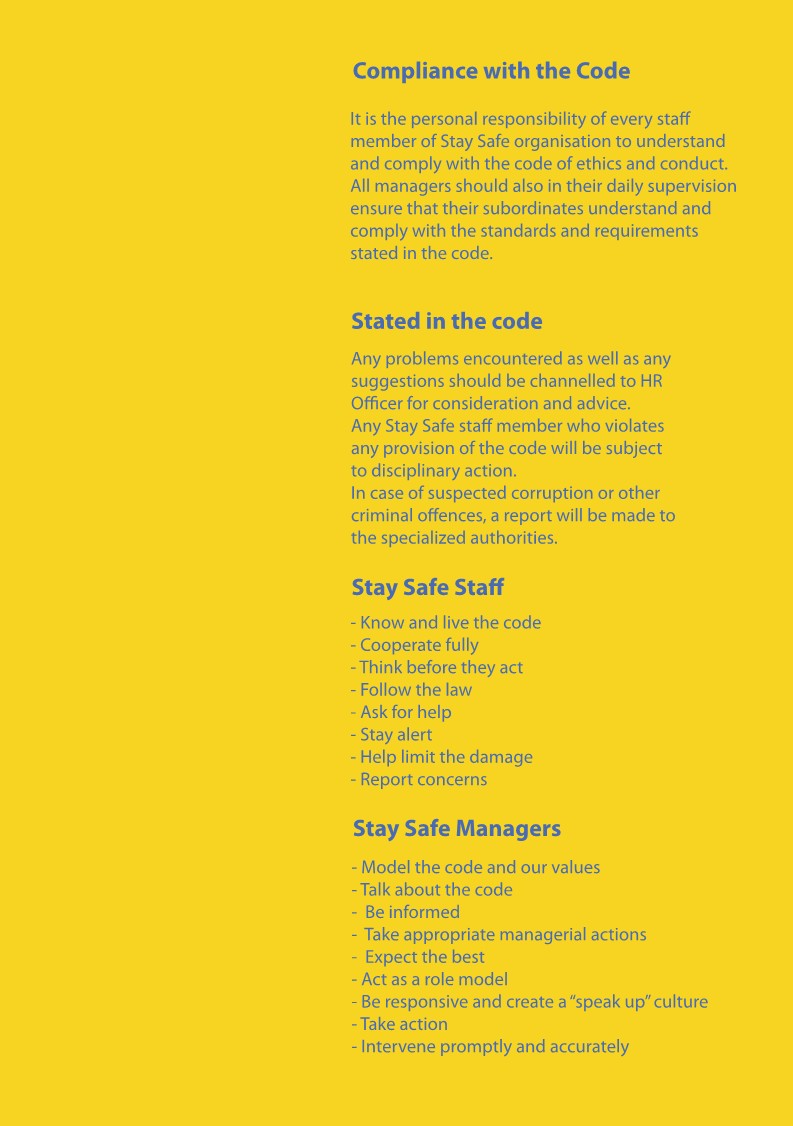 Compliance with the Code
It is the personal responsibility of every staff
member of Stay Safe organisation to understand
and comply with the code of ethics and conduct.
All managers should also in their daily supervision
ensure that their subordinates understand and
comply with the standards and requirements
stated in the code.
Stated in the code
Any problems encountered as well as any
suggestions should be channelled to HR
Officer for consideration and advice.
Any Stay Safe staff member who violates
any provision of the code will be subject
to disciplinary action.
In case of suspected corruption or other
criminal offences, a report will be made to
the specialized authorities.
Stay Safe Staff
- Know and live the code
- Cooperate fully
- Think before they act
- Follow the law
- Ask for help
- Stay alert
- Help limit the damage
- Report concerns
Stay Safe Managers
- Model the code and our values
- Talk about the code
- Be informed
- Take appropriate managerial actions
- Expect the best
- Act as a role model
- Be responsive and create a “speak up” culture
- Take action
- Intervene promptly and accurately